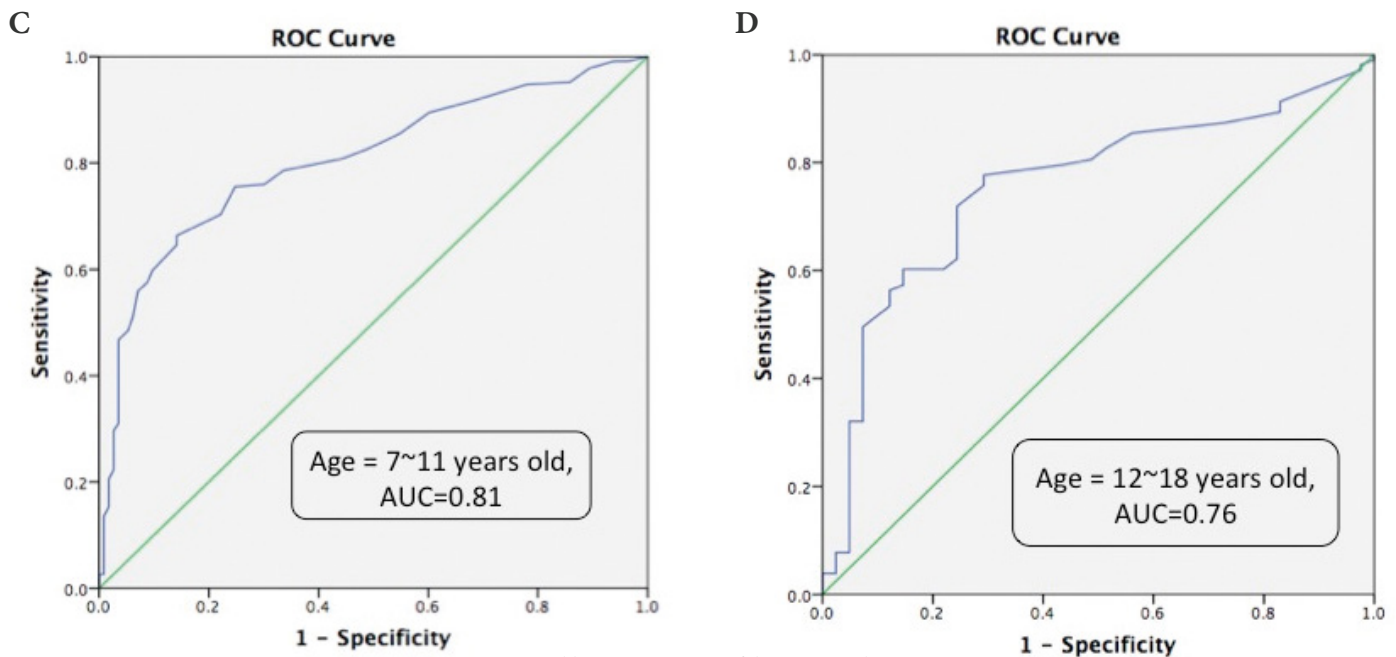 C
ROC Curve
1.0
0.8
0.6
0.4
0.2
0.0
Sensitivity
Age = 7~11 years old,
AUC=0.81
0.0 0.2 0.4 0.6 0.8 1.0
1 - Specificity
D
ROC Curve
1.0
0.8
0.6
0.4
0.2
0.0
Sensitivity
Age = 12~18 years old,
AUC=0.76
0.0 0.2 0.4 0.6 0.8 1.0
1 - Specificity